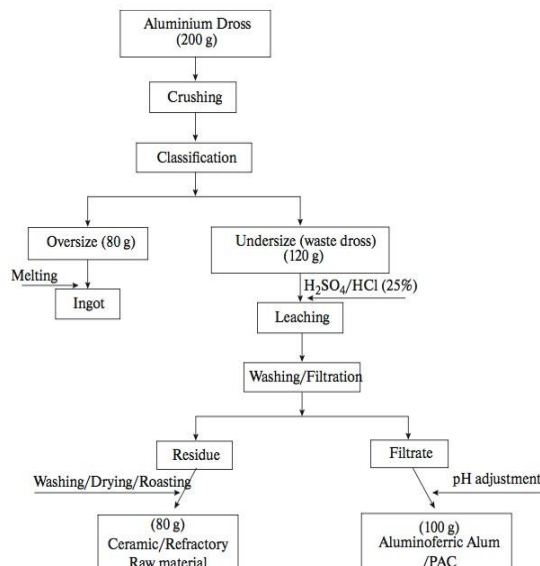 Aluminium Dross
(200 g)
Crushing
Classification
Oversize (80 g)
Undersize (waste dross)
(120 g)
Melting
H₂SO₄/HCl (25%)
Ingot
Leaching
Washing/Filtration
Residue
Filtrate
Washing/Drying/Roasting
pH adjustment
(80 g)
Ceramic/Refractory
Raw material
(100 g)
Aluminoferric Alum
/PAC